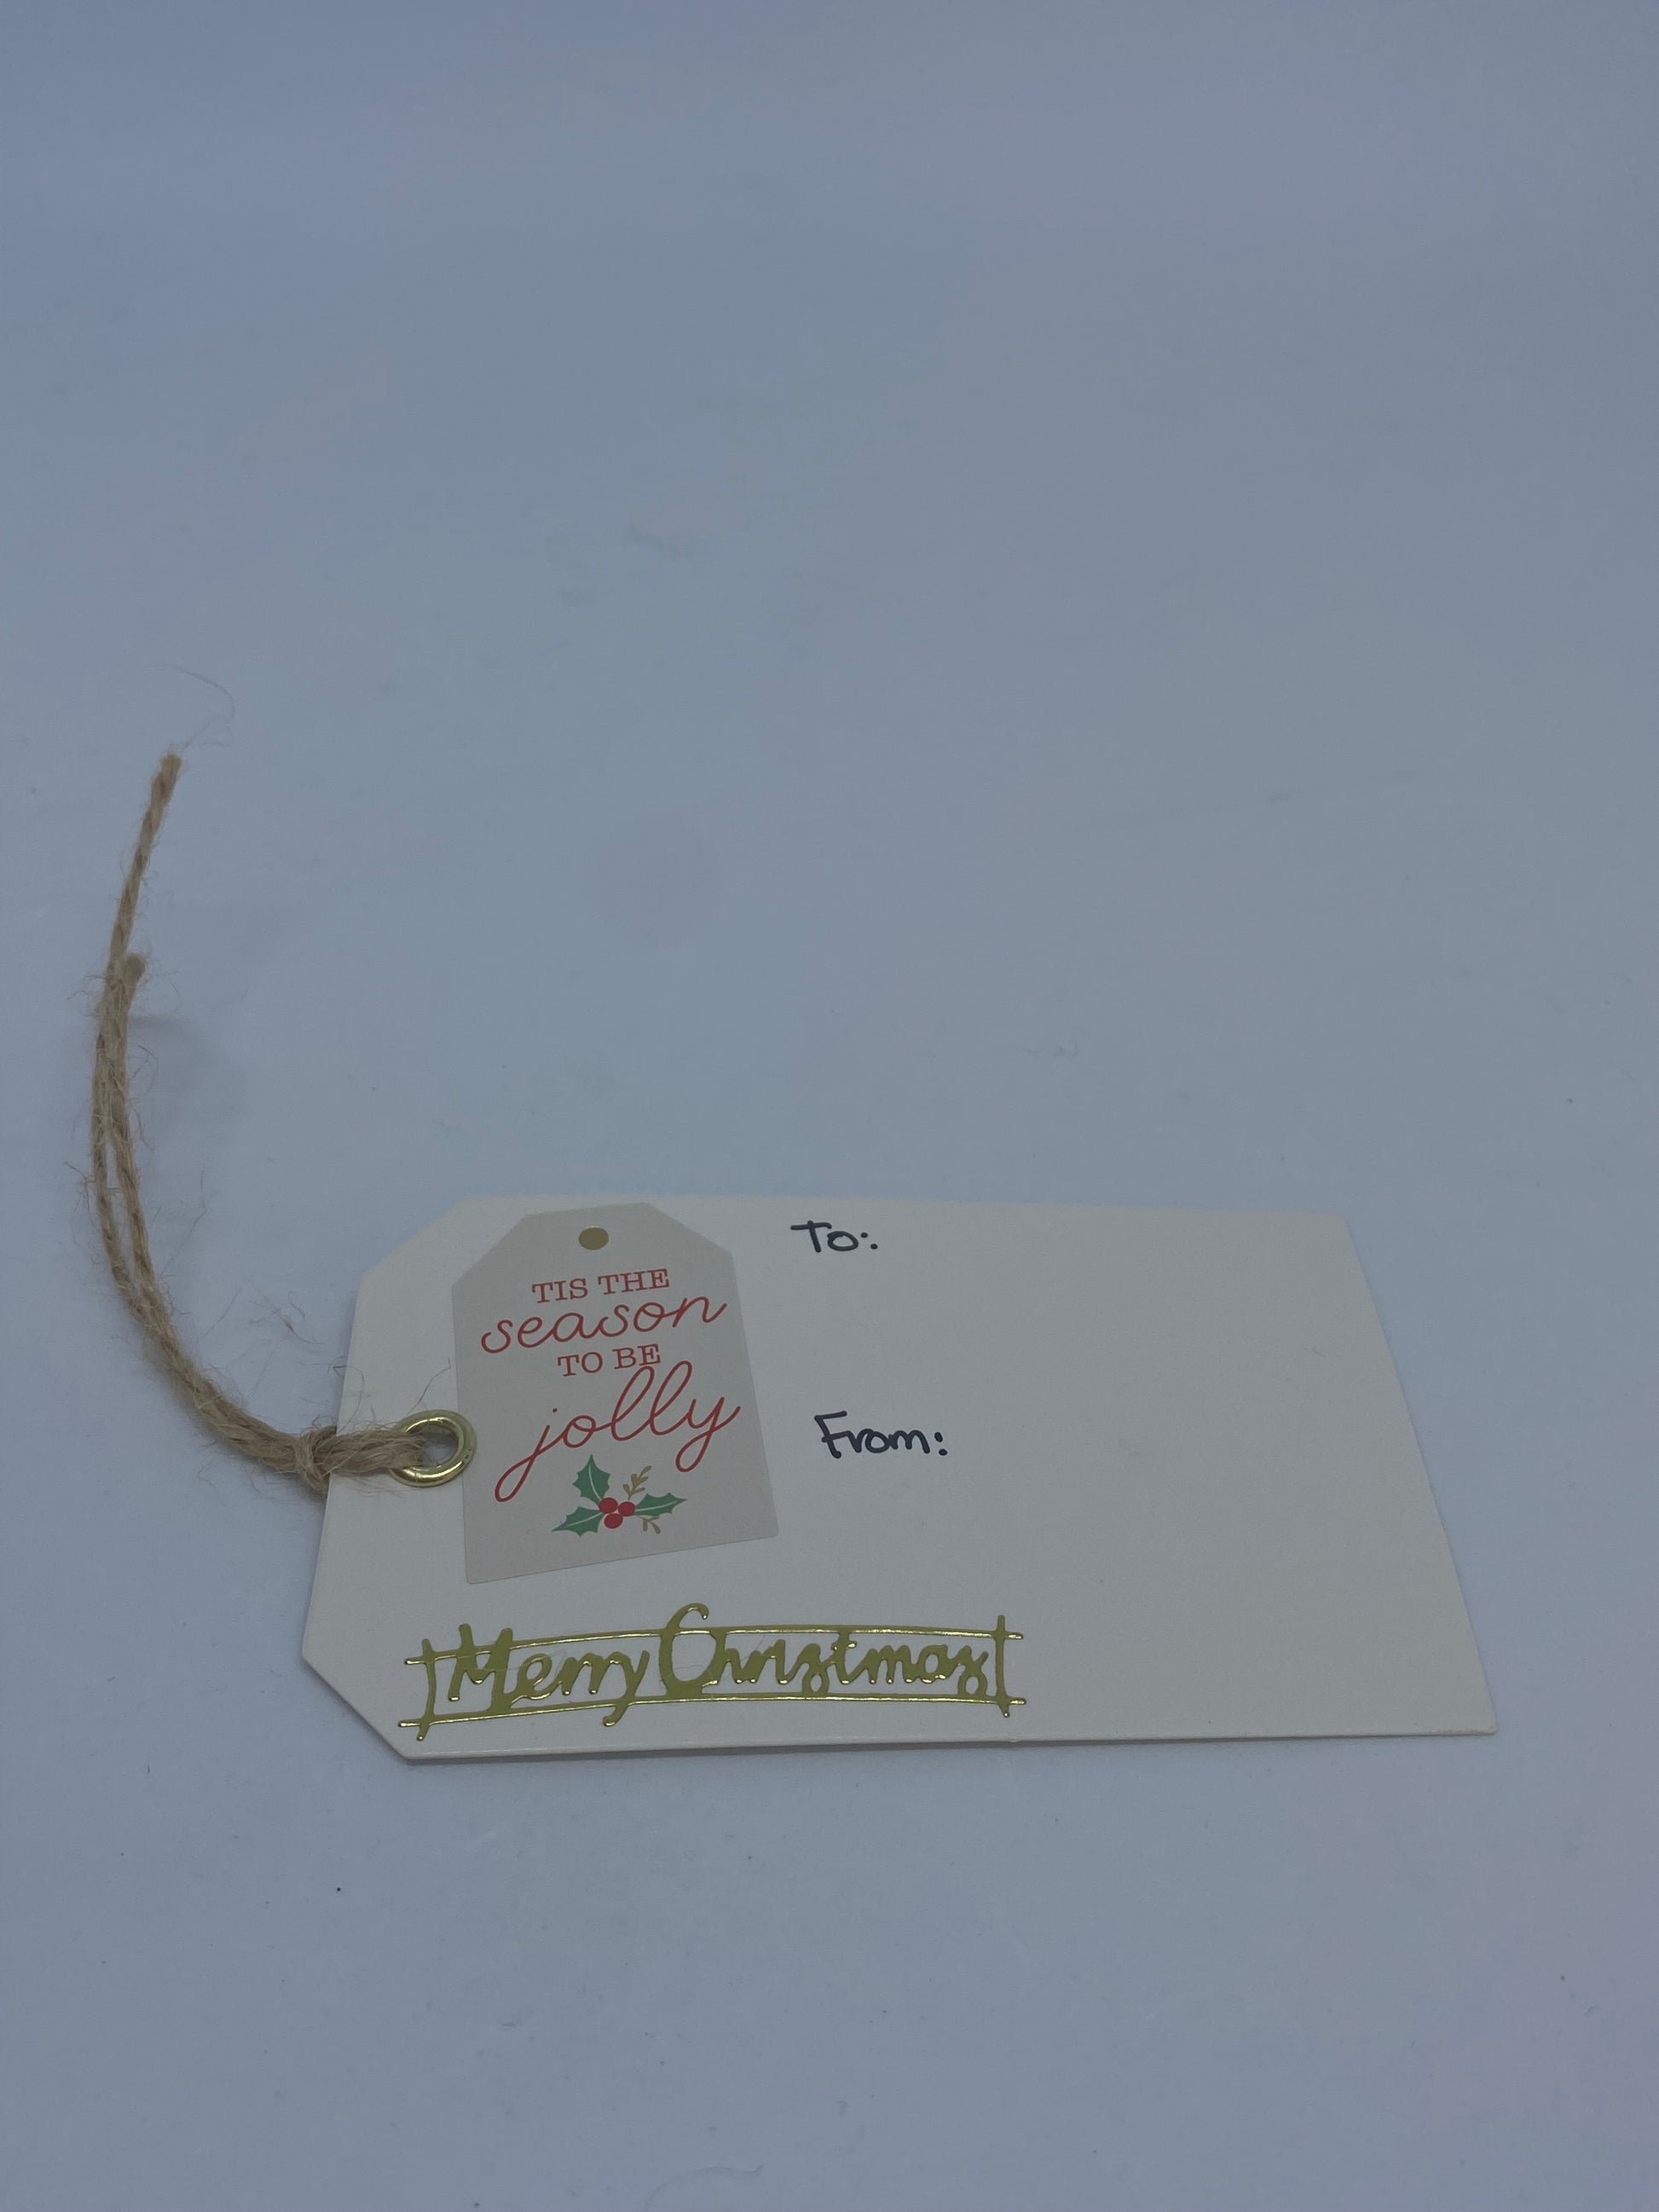 TIS THE
season
TO BE
jolly
To:
From:
Merry Christmas